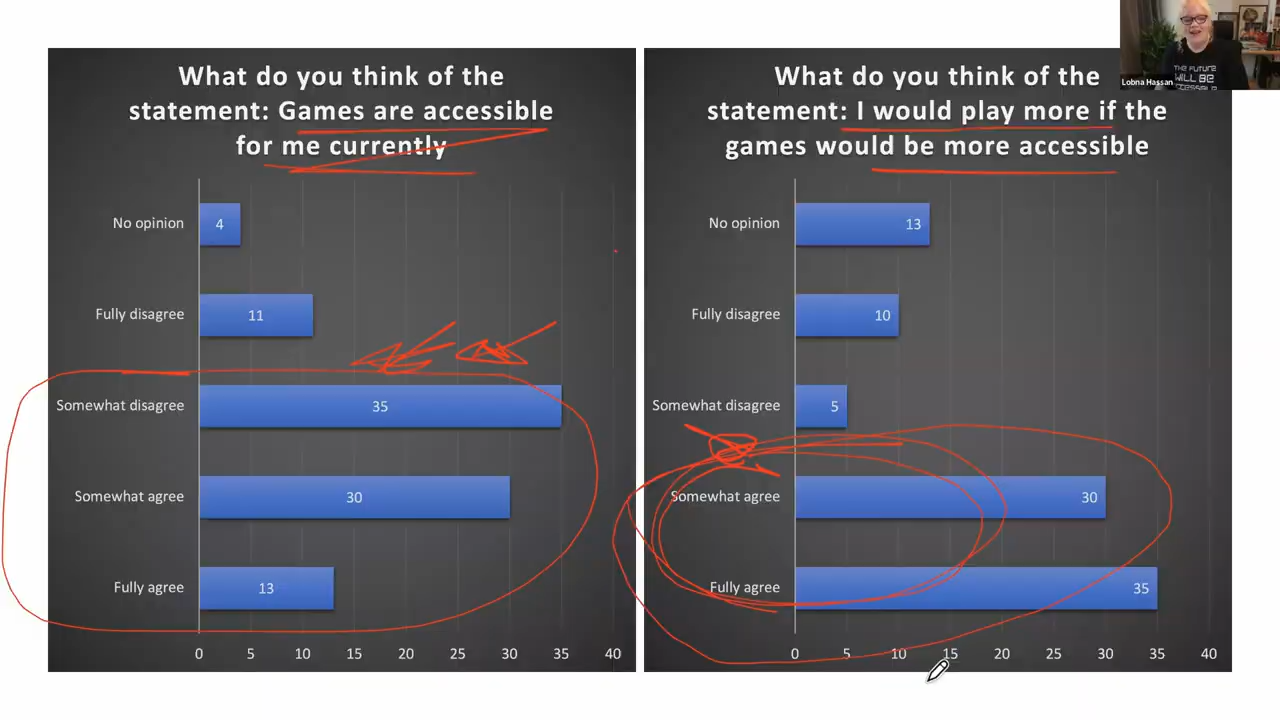 What do you think of the
statement: Games are accessible
for me currently
No opinion
4
Fully disagree
11
Somewhat disagree
35
Somewhat agree
30
Fully agree
13
0 5 10 15 20 25 30 35 40
What do you think of the
statement: I would play more if the
games would be more accessible
No opinion
13
Fully disagree
10
Somewhat disagree
5
Somewhat agree
30
Fully agree
35
0 5 10 15 20 25 30 35 40
THE FUTURE
WILL BE
Lobna Hassan